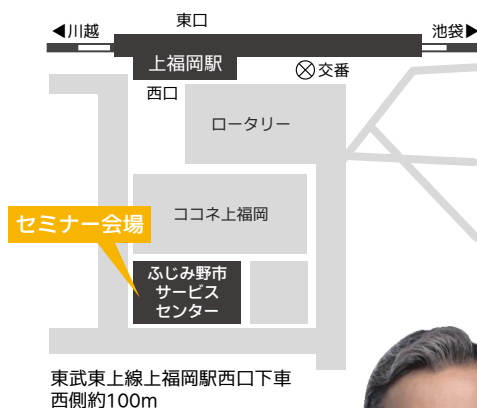 東口
◀川越
池袋▶
上福岡駅
交番
西口
ロータリー
ココネ上福岡
セミナー会場
ふじみ野市
サービス
センター
東武東上線上福岡駅西口下車
西側約100m